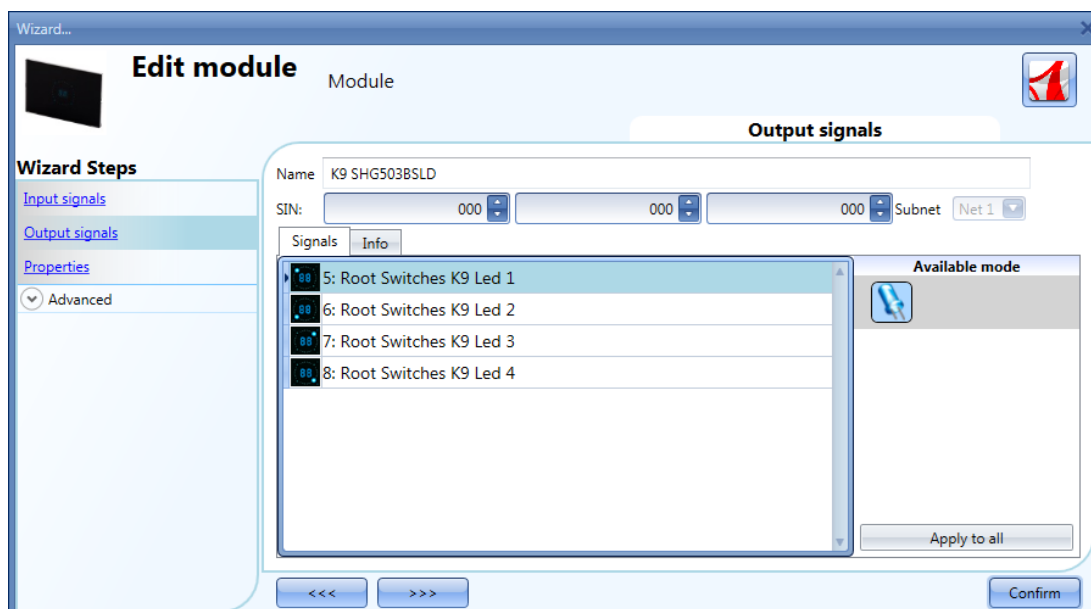 Wizard...
Edit module
Module
Output signals
Wizard Steps
Input signals
Output signals
Properties
Advanced
Name K9 SHG503BSLD
SIN: 000 000 000 Subnet Net 1
Signals Info
5: Root Switches K9 Led 1
6: Root Switches K9 Led 2
7: Root Switches K9 Led 3
8: Root Switches K9 Led 4
Available mode
Apply to all
<<< >>> Confirm